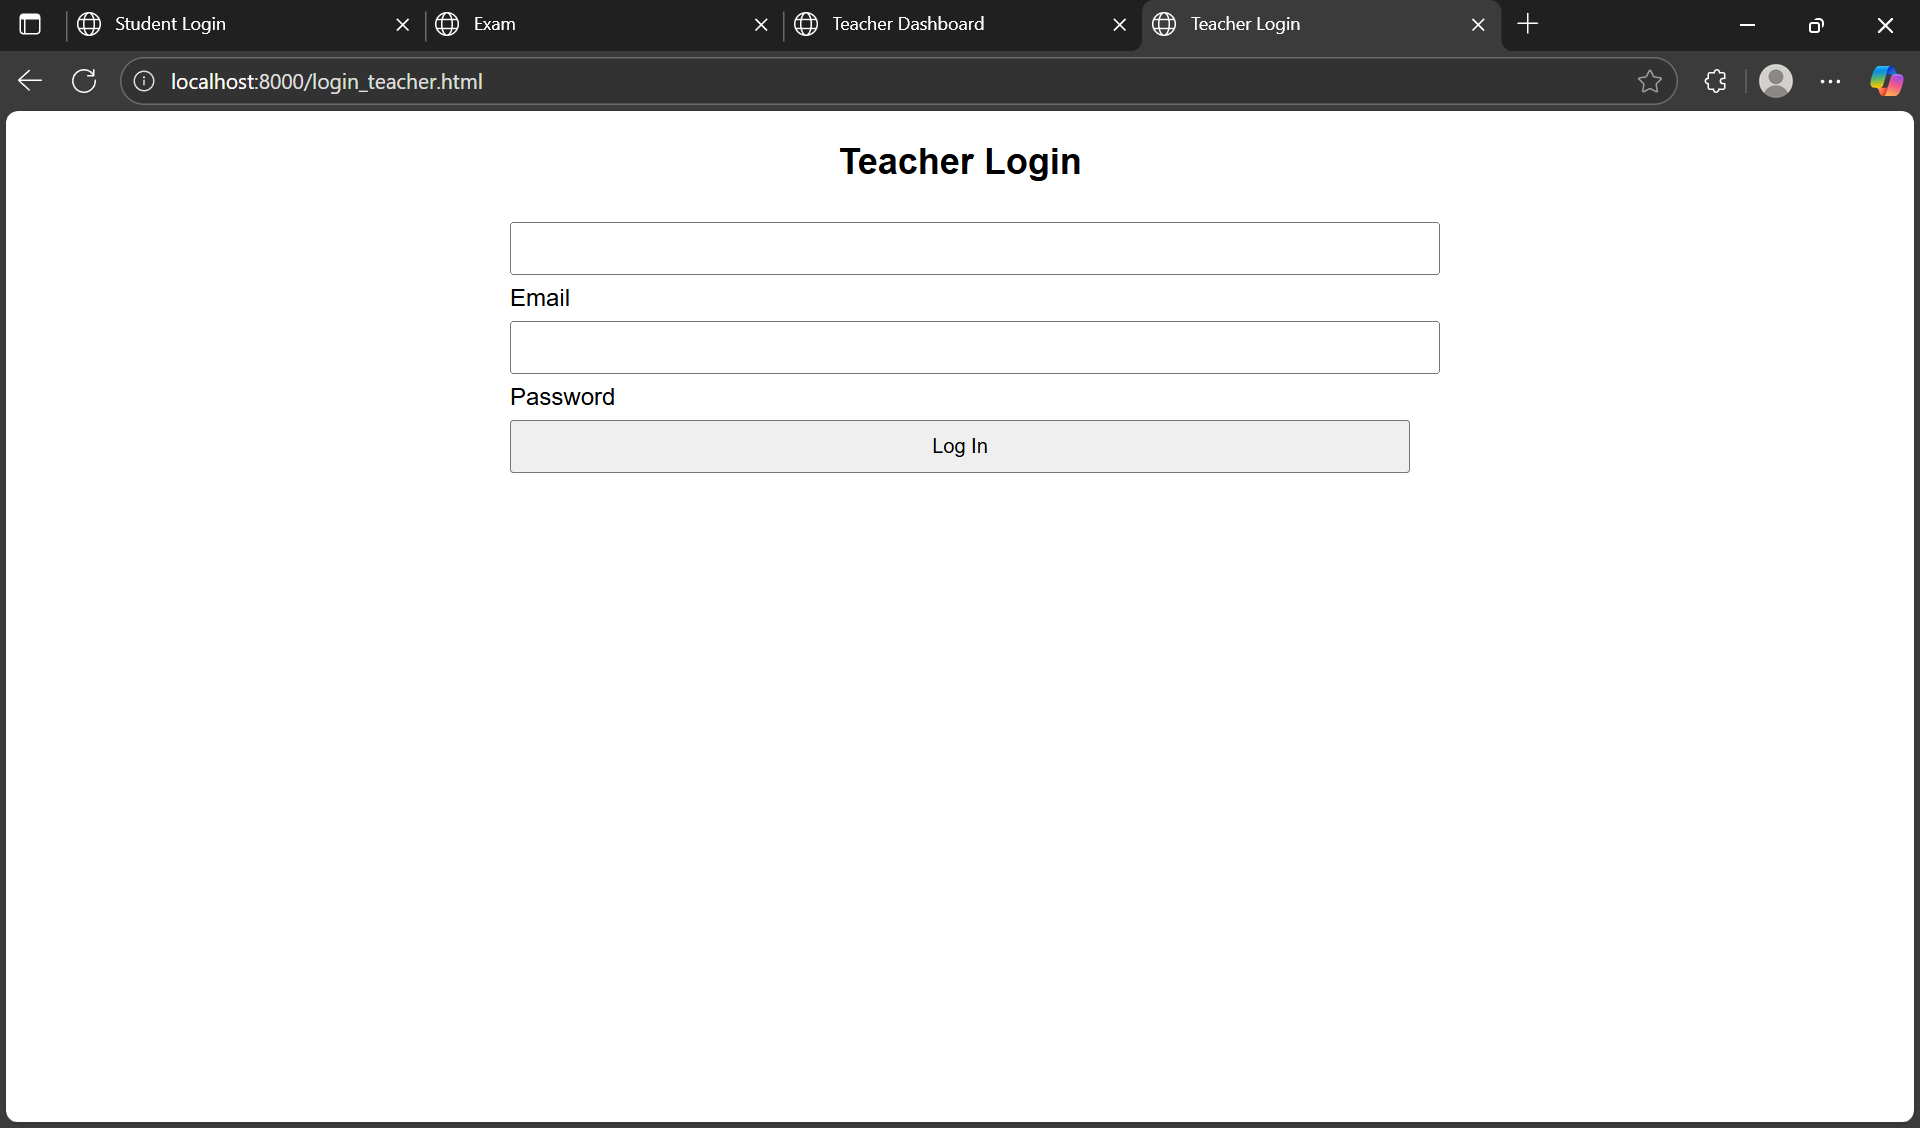 Student Login
Exam
Teacher Dashboard
Teacher Login
localhost:8000/login_teacher.html
Teacher Login
Email
Password
Log In